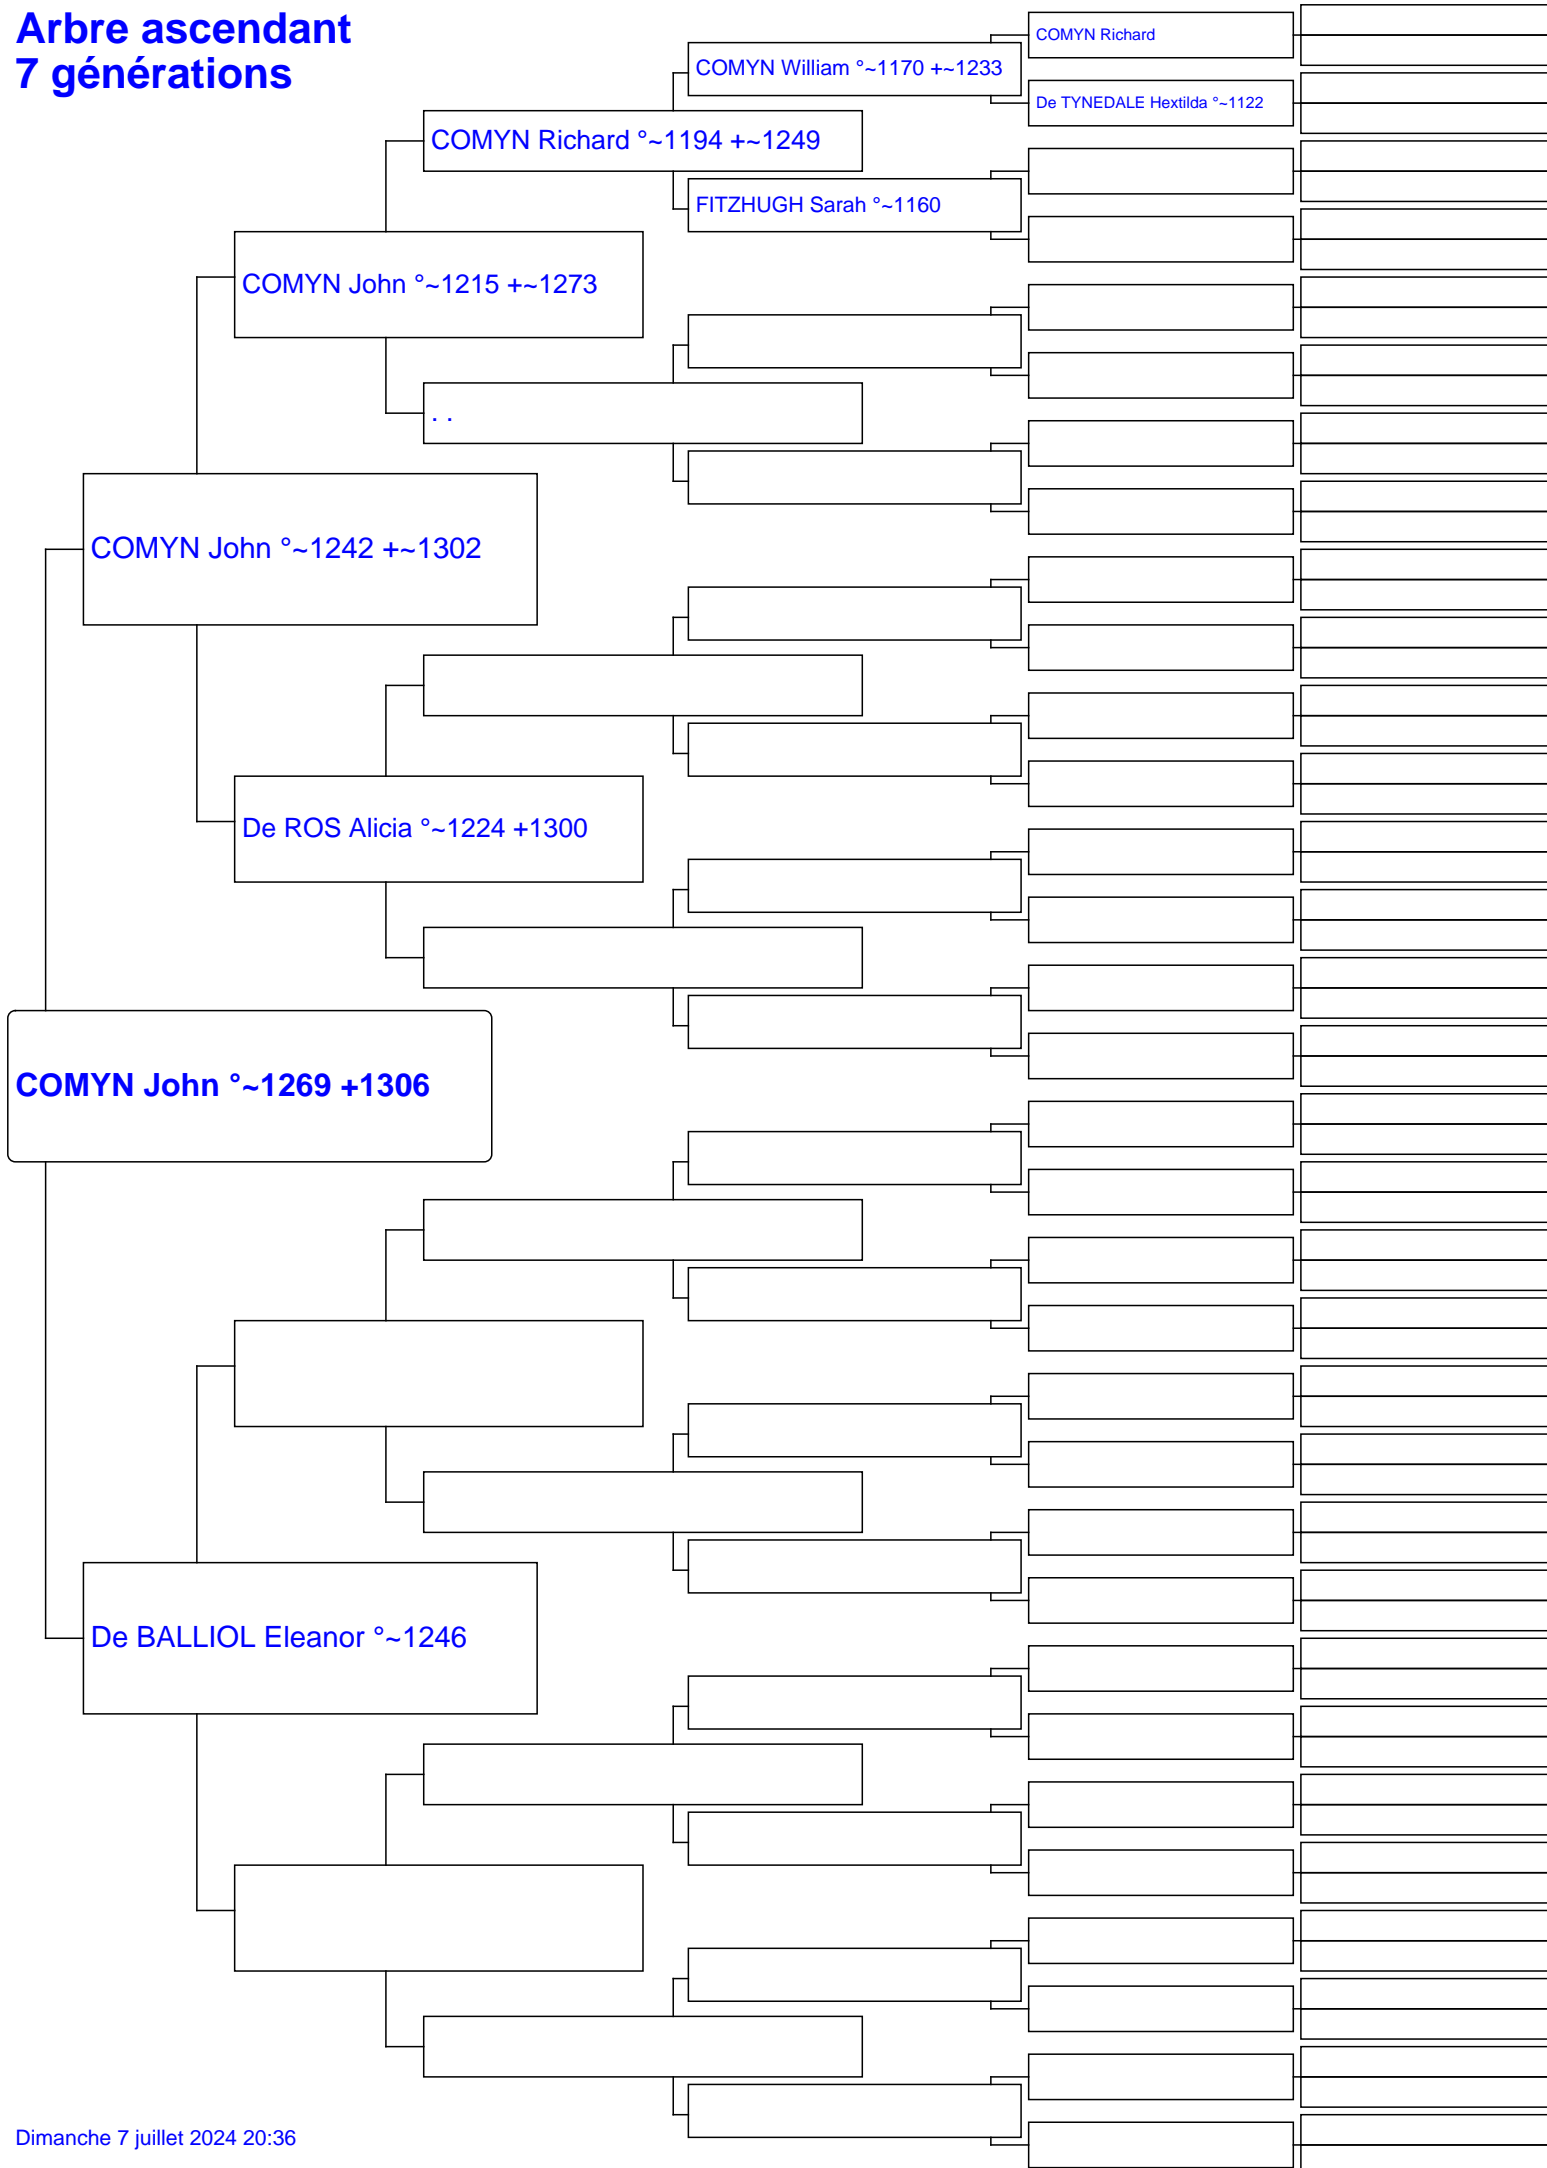 Arbre ascendant
7 générations
COMYN Richard
COMYN William °~1170 +~1233
De TYNEDALE Hextilda °~1122
COMYN Richard °~1194 +~1249
FITZHUGH Sarah °~1160
COMYN John °~1215 +~1273
. .
COMYN John °~1242 +~1302
De ROS Alicia °~1224 +1300
COMYN John °~1269 +1306
De BALLIOL Eleanor °~1246
Dimanche 7 juillet 2024 20:36